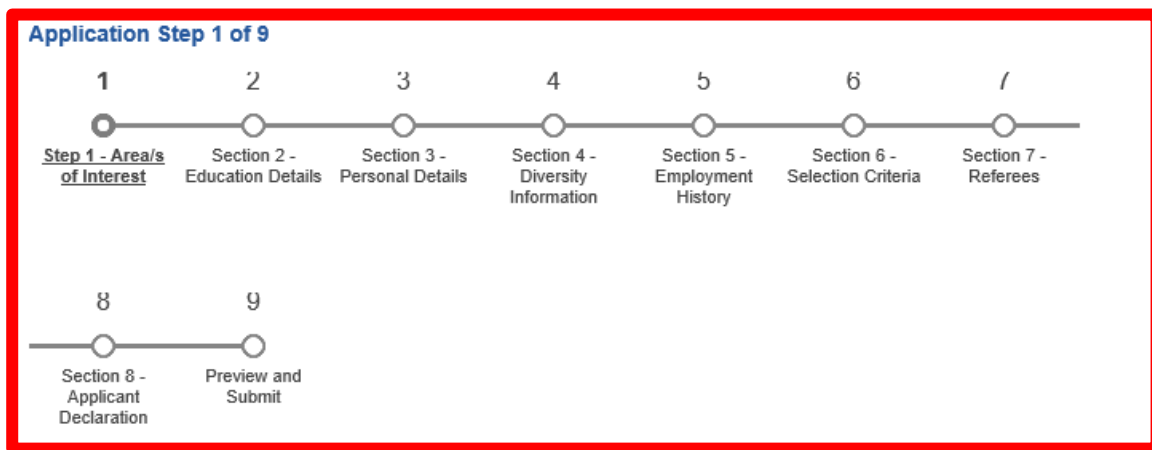 Application Step 1 of 9
1 2 3 4 5 6 7
Step 1 - Area/s Section 2 - Section 3 - Section 4 - Section 5 - Section 6 - Section 7 -
of Interest Education Details Personal Details Diversity Employment Selection Criteria Referees
Information History
8 9
Section 8 - Preview and
Applicant Submit
Declaration